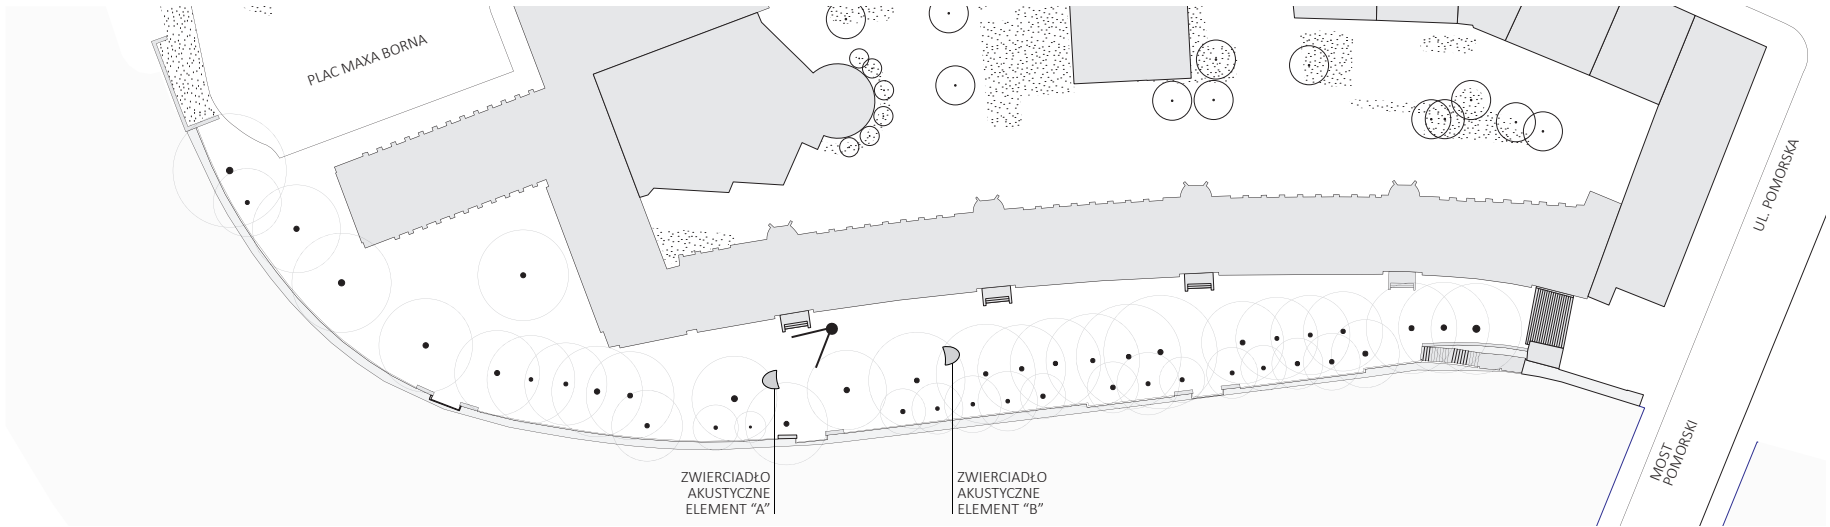 PLAC MAXA BORNA
UL. POMORSKA
MOST
POMORSKI
ZWIERCIADŁO
AKUSTYCZNE
ELEMENT “A”
ZWIERCIADŁO
AKUSTYCZNE
ELEMENT “B”